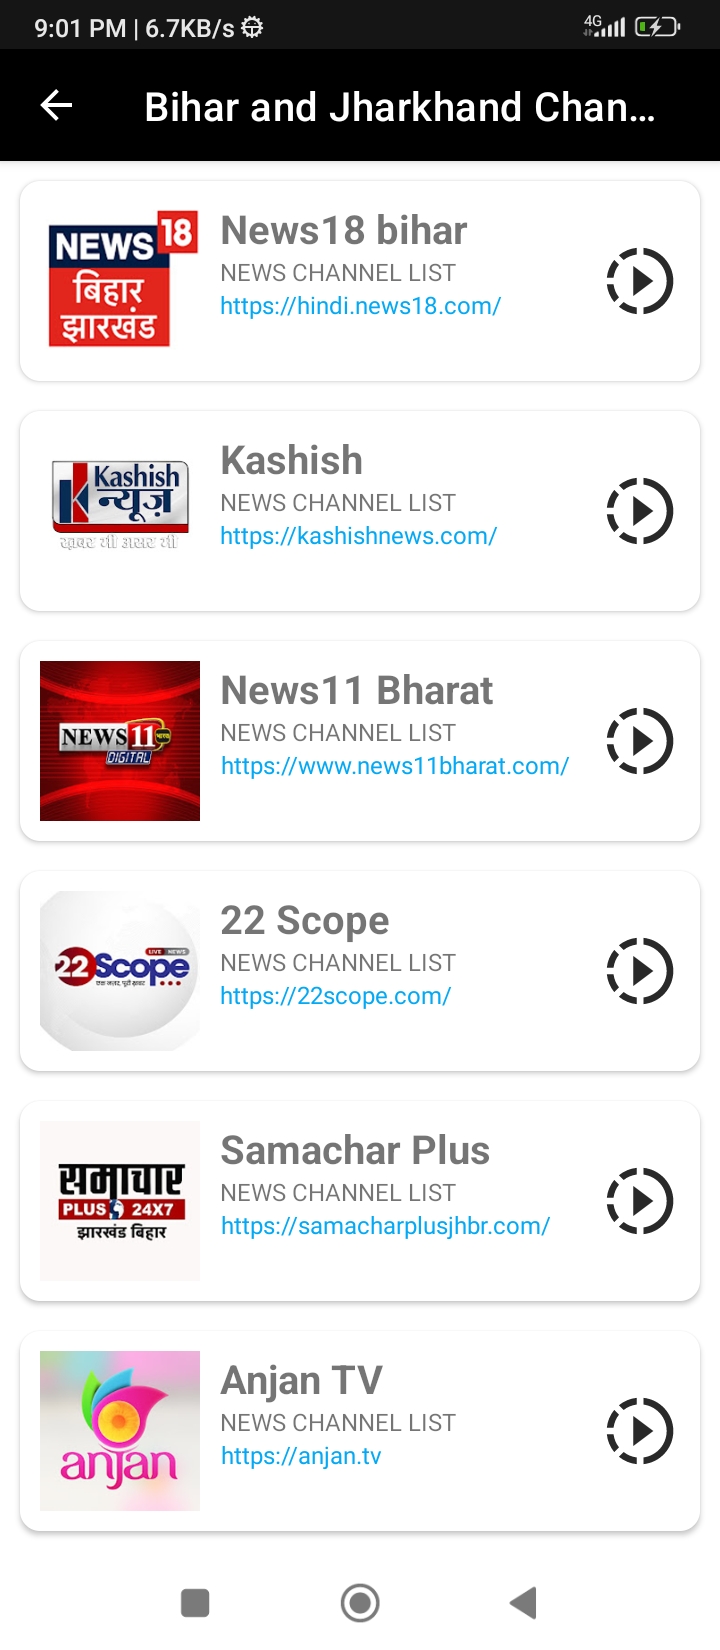 9:01 PM | 6.7KB/s
4G
Bihar and Jharkhand Chan...
NEWS 18
बिहार
झारखंड
News18 bihar
NEWS CHANNEL LIST
https://hindi.news18.com/
Kashish
न्यूज़
ख़बर भी असर भी
Kashish
NEWS CHANNEL LIST
https://kashishnews.com/
NEWS 11 भारत
DIGITAL
News11 Bharat
NEWS CHANNEL LIST
https://www.news11bharat.com/
LIVE NEWS
22Scope
एक नज़र, पूरी ख़बर
22 Scope
NEWS CHANNEL LIST
https://22scope.com/
समाचार
PLUS 24X7
झारखंड बिहार
Samachar Plus
NEWS CHANNEL LIST
https://samacharplusjhbr.com/
anjan
Anjan TV
NEWS CHANNEL LIST
https://anjan.tv